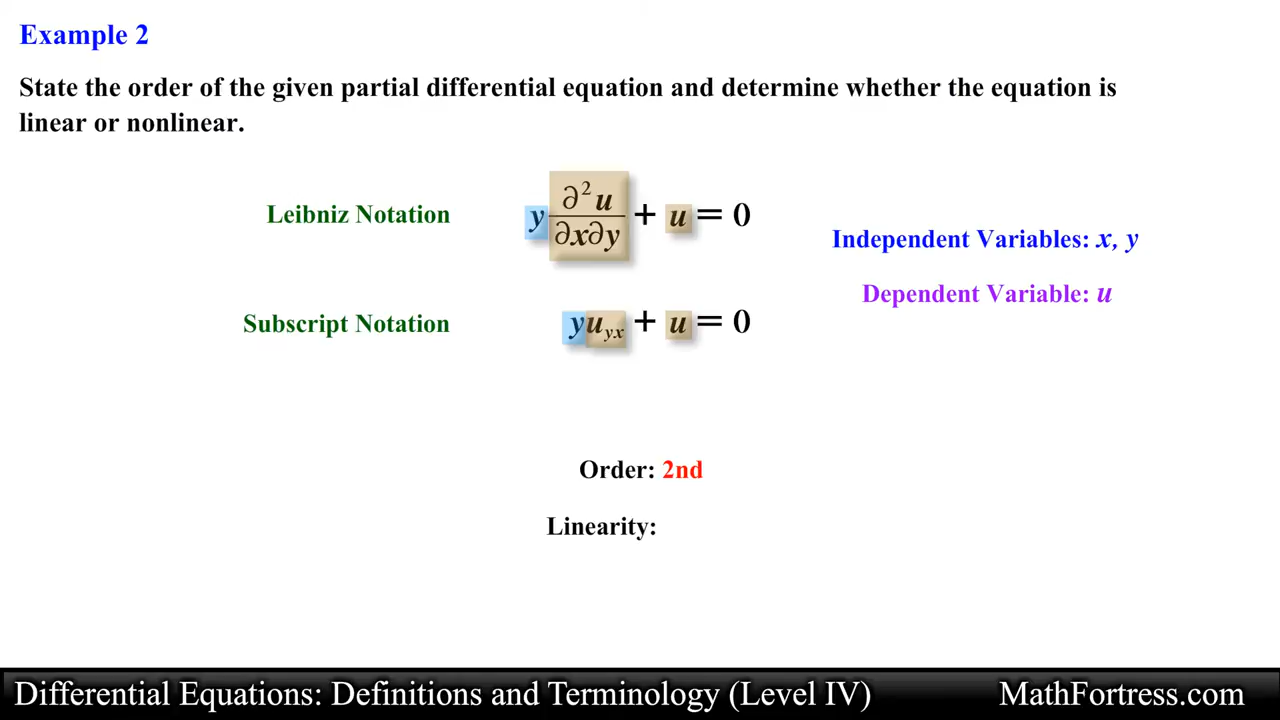 Example 2
State the order of the given partial differential equation and determine whether the equation is
linear or nonlinear.
Leibniz Notation y ∂²u/∂x∂y + u = 0
Independent Variables: x, y
Dependent Variable: u
Subscript Notation yu_yx + u = 0
Order: 2nd
Linearity:
Differential Equations: Definitions and Terminology (Level IV) MathFortress.com